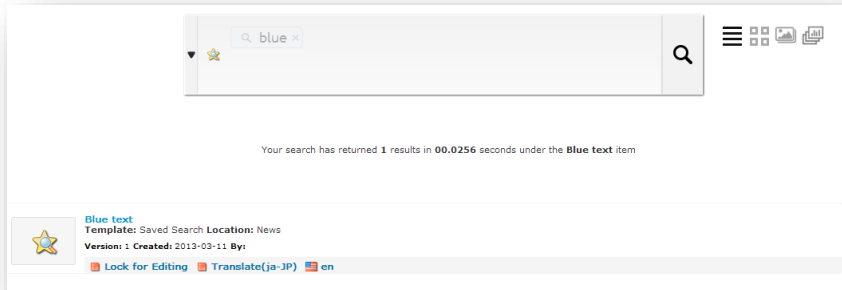 blue ×
Your search has returned 1 results in 00.0256 seconds under the Blue text item
Blue text
Template: Saved Search Location: News
Version: 1 Created: 2013-03-11 By:
Lock for Editing Translate(ja-JP) en